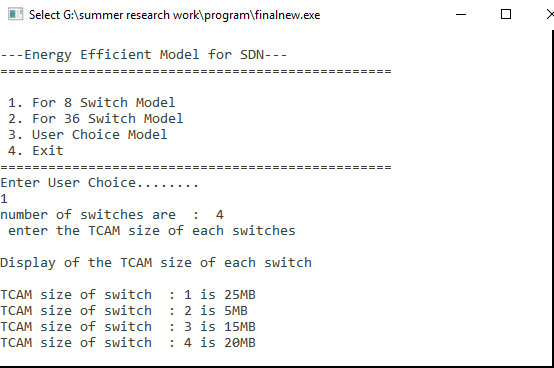 Select G:\summer research work\program\finalnew.exe
---Energy Efficient Model for SDN---
=================================================
1. For 8 Switch Model
2. For 36 Switch Model
3. User Choice Model
4. Exit
=================================================
Enter User Choice........
1
number of switches are  :  4
enter the TCAM size of each switches
Display of the TCAM size of each switch
TCAM size of switch  : 1 is 25MB
TCAM size of switch  : 2 is 5MB
TCAM size of switch  : 3 is 15MB
TCAM size of switch  : 4 is 20MB